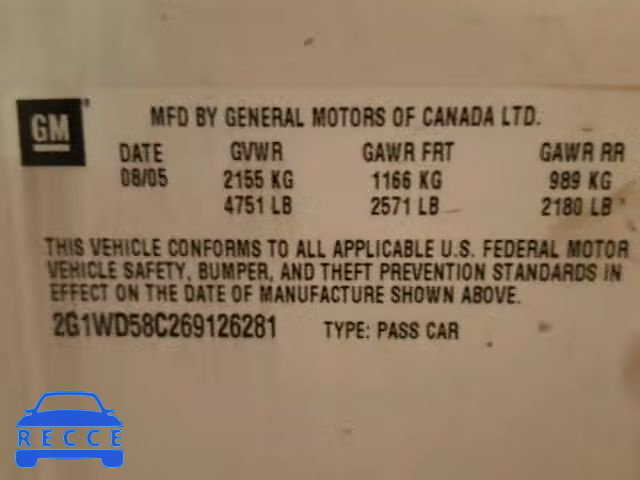 GM®
MFD BY GENERAL MOTORS OF CANADA LTD.
DATE GVWR GAWR FRT GAWR RR
08/05 2155 KG 1166 KG 989 KG
4751 LB 2571 LB 2180 LB
THIS VEHICLE CONFORMS TO ALL APPLICABLE U.S. FEDERAL MOTOR
VEHICLE SAFETY, BUMPER, AND THEFT PREVENTION STANDARDS IN
EFFECT ON THE DATE OF MANUFACTURE SHOWN ABOVE.
2G1WD58C269126281 TYPE: PASS CAR
RECCE